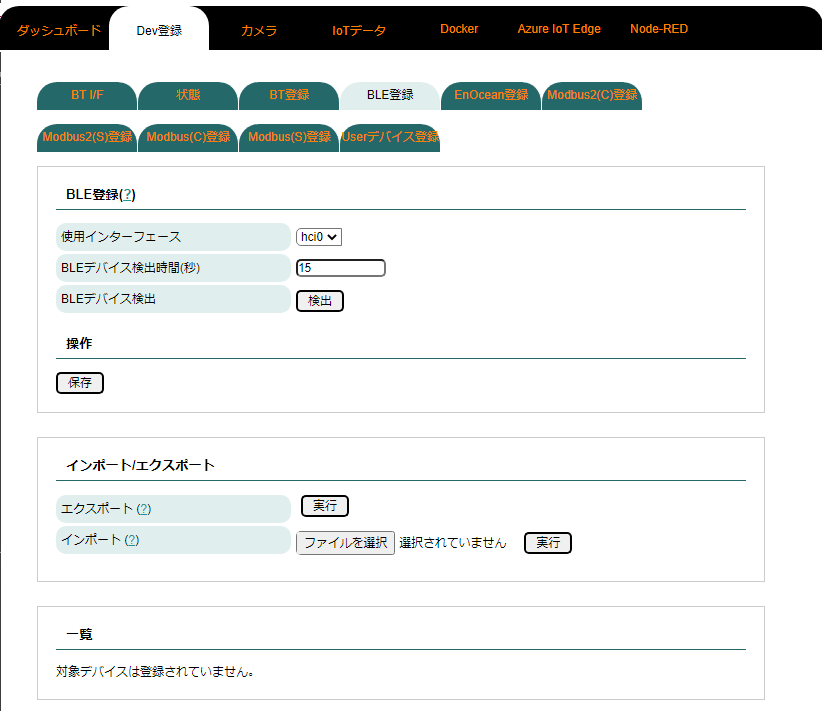 ダッシュボード Dev登録 カメラ IoTデータ Docker Azure IoT Edge Node-RED
BT I/F 状態 BT登録 BLE登録 EnOcean登録 Modbus2(C)登録
Modbus2(S)登録 Modbus(C)登録 Modbus(S)登録 Userデバイス登録
BLE登録(?)
使用インターフェース hci0
BLEデバイス検出時間(秒) 15
BLEデバイス検出 検出
操作
保存
インポート/エクスポート
エクスポート (?) 実行
インポート (?) ファイルを選択 選択されていません 実行
一覧
対象デバイスは登録されていません。